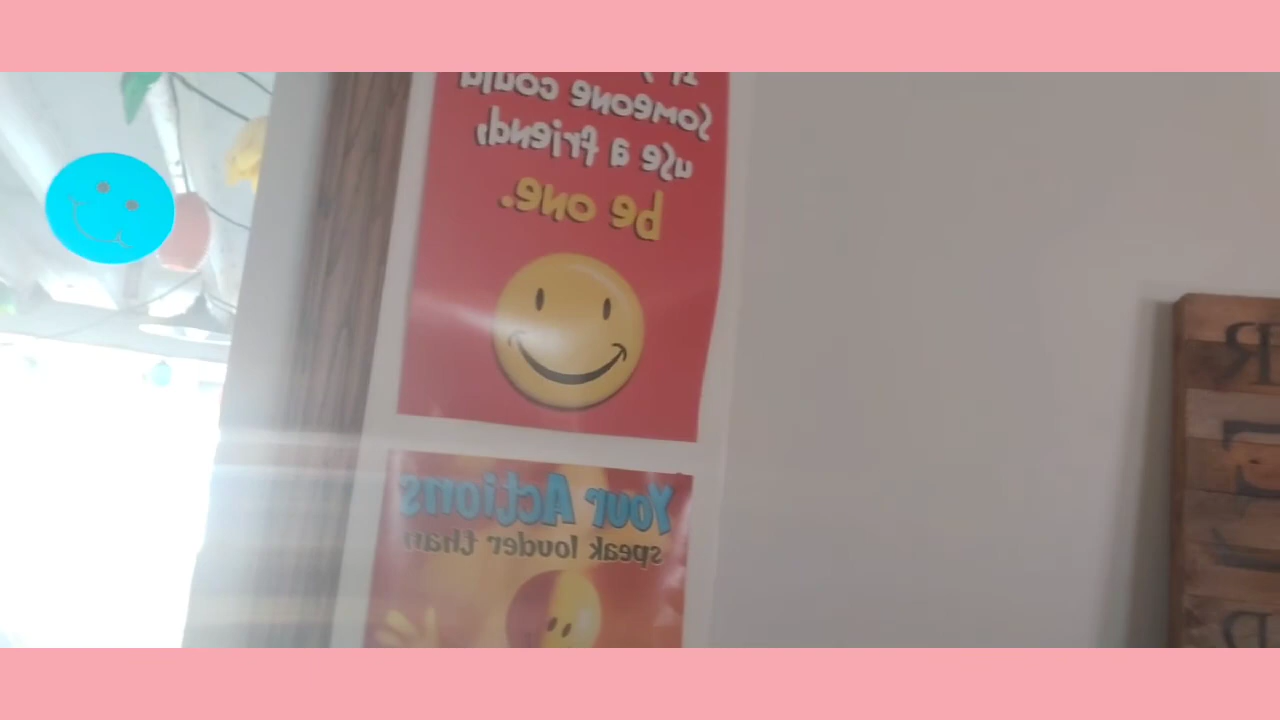 someone could
use a friend,
be one.
Your Actions
speak louder than
R